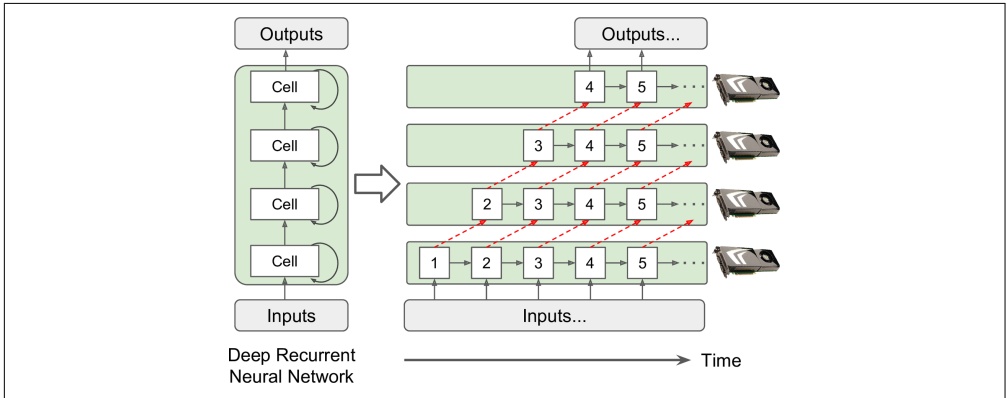 Outputs
Outputs...
Cell
4 5 ...
Cell
3 4 5 ...
Cell
2 3 4 5 ...
Cell
1 2 3 4 5 ...
Inputs
Inputs...
Deep Recurrent
Neural Network
Time